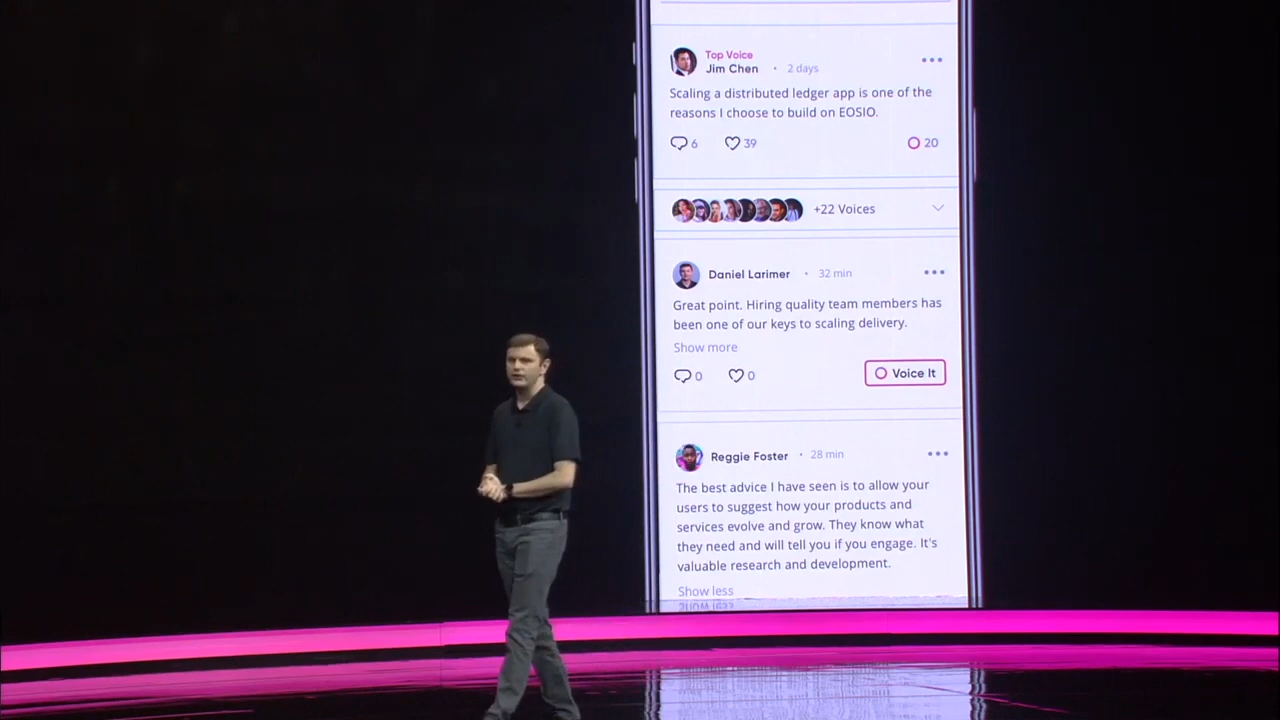 Top Voice
Jim Chen • 2 days
Scaling a distributed ledger app is one of the
reasons I choose to build on EOSIO.
6 39 20
+22 Voices
Daniel Larimer • 32 min
Great point. Hiring quality team members has
been one of our keys to scaling delivery.
Show more
0 0 Voice It
Reggie Foster • 28 min
The best advice I have seen is to allow your
users to suggest how your products and
services evolve and grow. They know what
they need and will tell you if you engage. It's
valuable research and development.
Show less